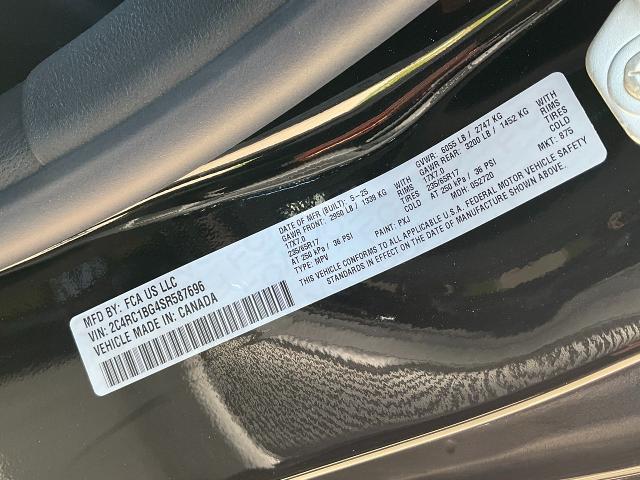 MFD BY: FCA US LLC
VIN: 2C4RC1BG4SR587696
VEHICLE MADE IN: CANADA
DATE OF MFR (BUILT): 5-25 GVWR: 6055 LB / 2747 KG
GAWR FRONT: 2950 LB / 1339 KG WITH GAWR REAR: 3200 LB / 1452 KG WITH
17X7.0 RIMS 17X7.0 RIMS
235/65R17 TIRES 235/65R17 TIRES
AT 250 kPa / 36 PSI COLD AT 250 kPa / 36 PSI COLD
TYPE: MPV PAINT: PXJ MDH: 052720 MKT: 975
THIS VEHICLE CONFORMS TO ALL APPLICABLE U.S.A. FEDERAL MOTOR VEHICLE SAFETY
STANDARDS IN EFFECT ON THE DATE OF MANUFACTURE SHOWN ABOVE.